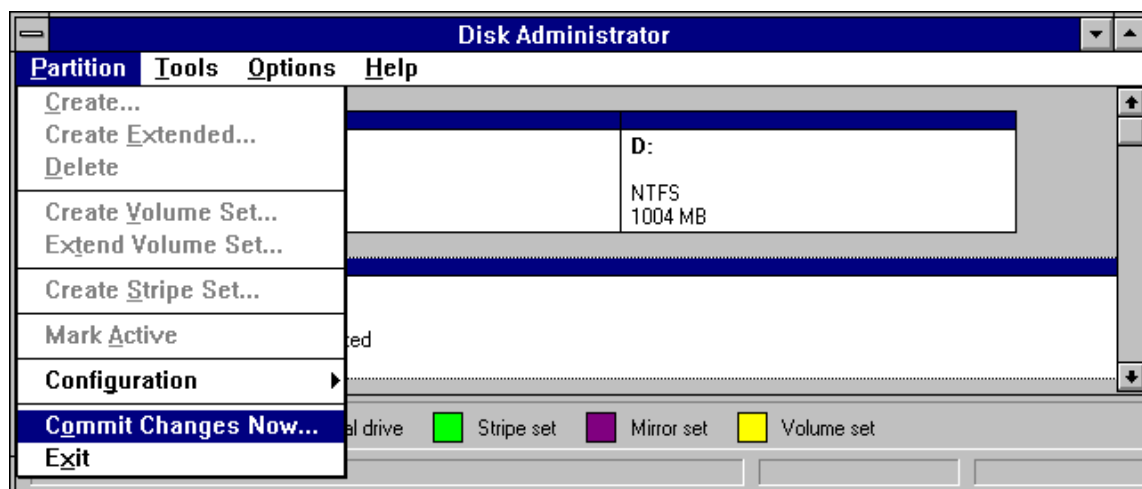 Disk Administrator
Partition Tools Options Help
Create...
Create Extended...
Delete
Create Volume Set...
Extend Volume Set...
Create Stripe Set...
Mark Active
Configuration
Commit Changes Now...
Exit
D:
NTFS
1004 MB
ted
al drive Stripe set Mirror set Volume set